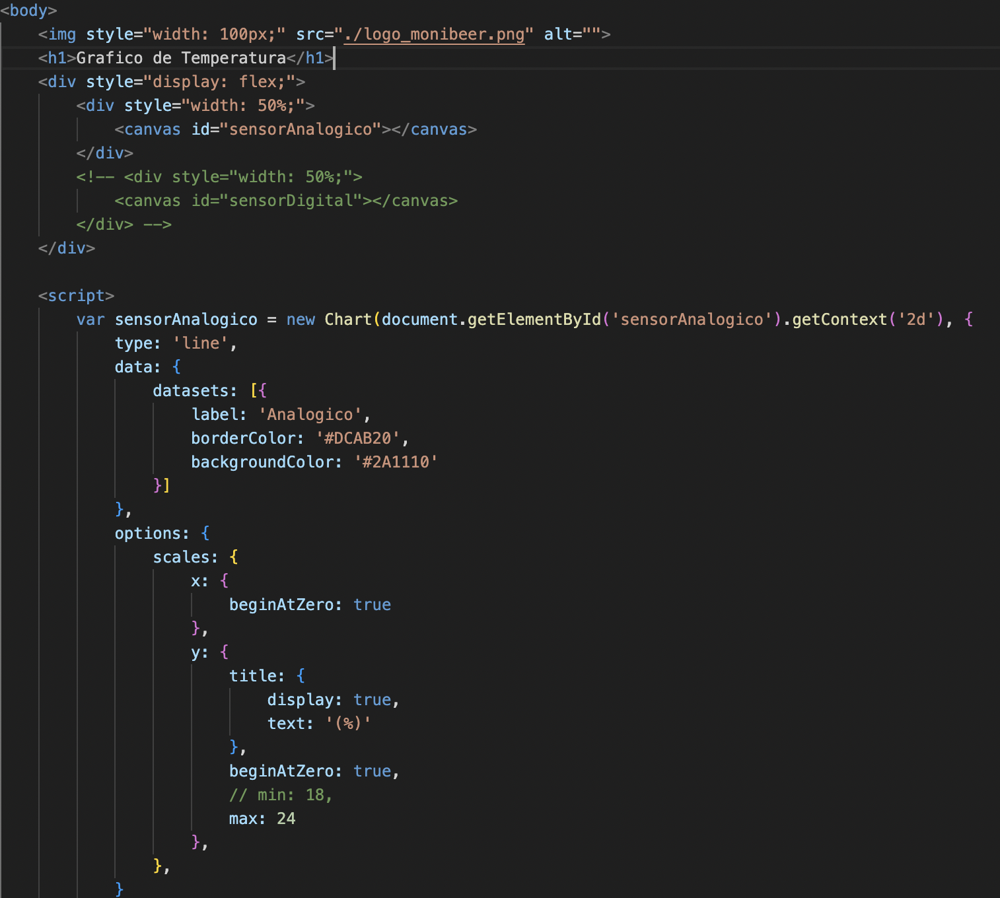 <body>
    <img style="width: 100px;" src="./logo_monibeer.png" alt="">
    <h1>Grafico de Temperatura</h1>
    <div style="display: flex;">
        <div style="width: 50%;">
            <canvas id="sensorAnalogico"></canvas>
        </div>
        <!-- <div style="width: 50%;">
            <canvas id="sensorDigital"></canvas>
        </div> -->
    </div>

    <script>
        var sensorAnalogico = new Chart(document.getElementById('sensorAnalogico').getContext('2d'), {
            type: 'line',
            data: {
                datasets: [{
                    label: 'Analogico',
                    borderColor: '#DCAB20',
                    backgroundColor: '#2A1110'
                }]
            },
            options: {
                scales: {
                    x: {
                        beginAtZero: true
                    },
                    y: {
                        title: {
                            display: true,
                            text: '(%)'
                        },
                        beginAtZero: true,
                        // min: 18,
                        max: 24
                    },
                },
            }